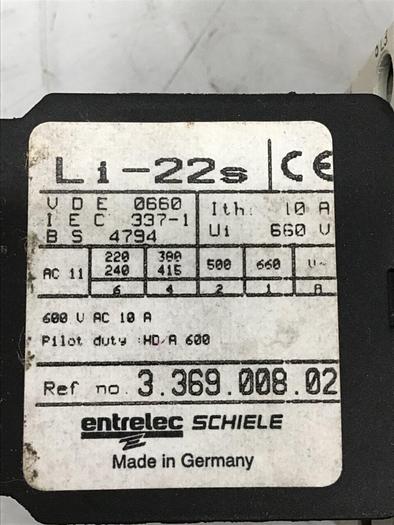 L3
Li-22s CE
VDE 0660
IEC 337-1
BS 4794
Ith: 10 A
Ui 660 V
AC 11 220 240 380 415 500 660 V~
6 4 2 1 A
600 V AC 10 A
Pilot duty :HD/A 600
Ref no. 3.369.008.02
entrelec SCHIELE
Made in Germany